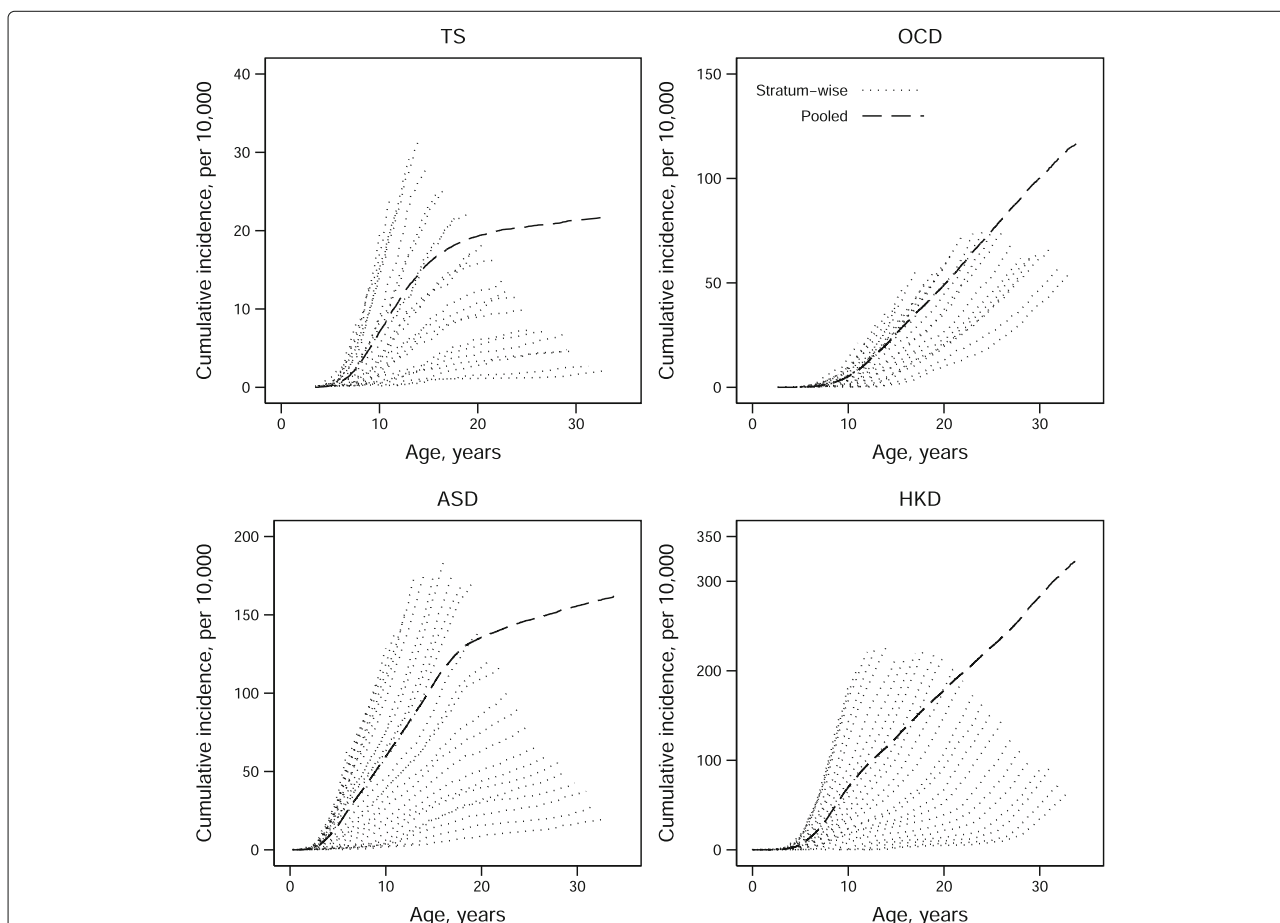 TS
Cumulative incidence, per 10,000
40
30
20
10
0
0 10 20 30
Age, years
OCD
Cumulative incidence, per 10,000
150
100
50
0
Stratum−wise
Pooled
0 10 20 30
Age, years
ASD
Cumulative incidence, per 10,000
200
150
100
50
0
0 10 20 30
Age, years
HKD
Cumulative incidence, per 10,000
350
300
200
100
0
0 10 20 30
Age, years